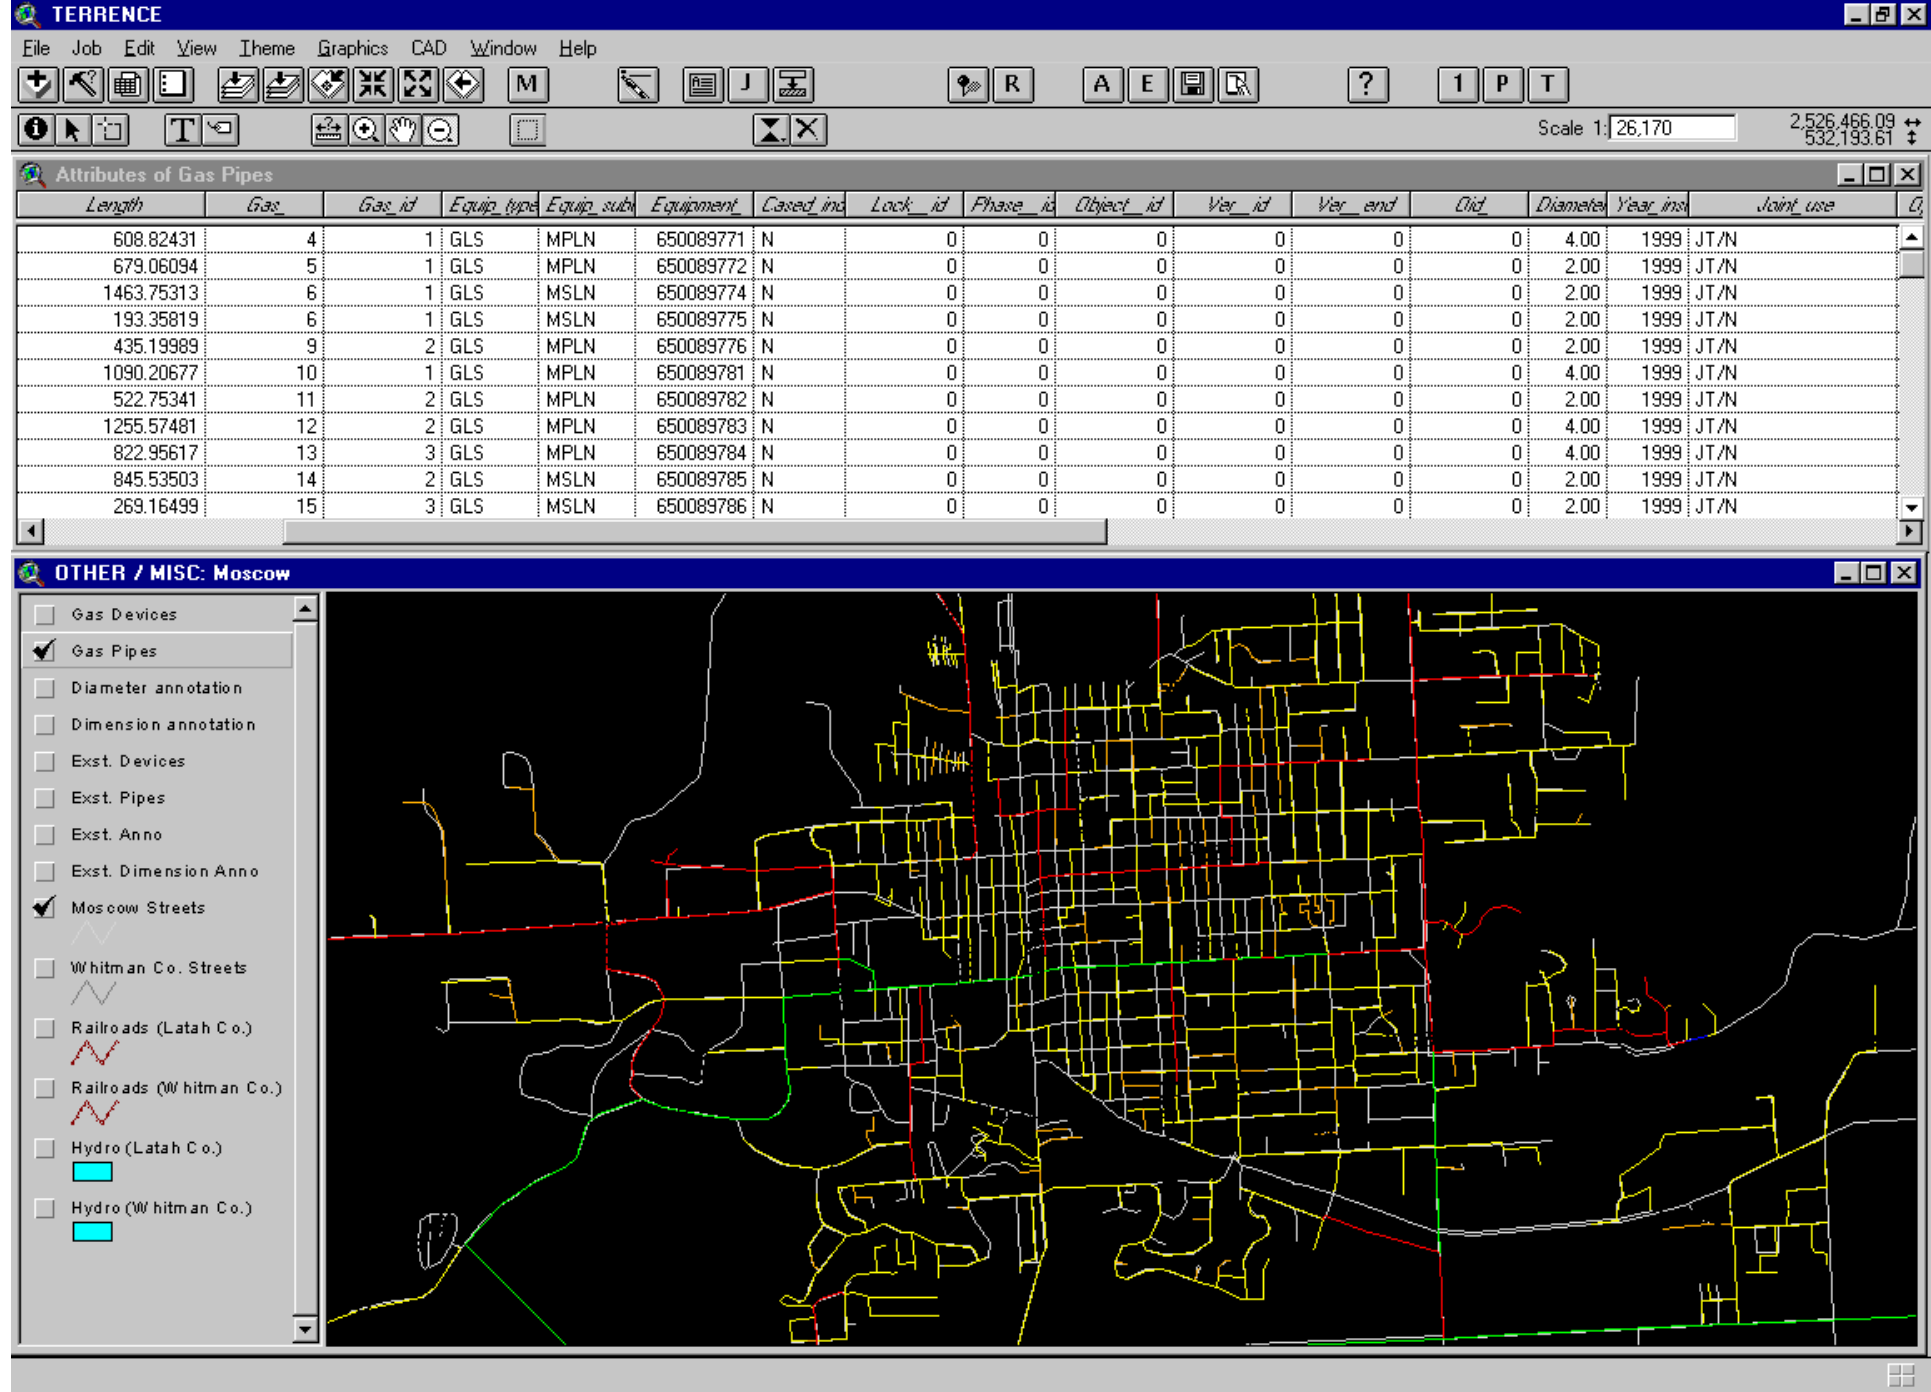 TERRENCE
File Job Edit View Theme Graphics CAD Window Help
M J R A E ? 1 P T
T Scale 1: 26,170 2,526,466.09
532,193.61
Attributes of Gas Pipes
Length Gas_ Gas_id Equip_type Equip_sub Equipment_ Cased_ind Lock__id Phase__id Object__id Ver__id Ver__end Oid_ Diameter Year_inst Joint_use
608.82431 4 1 GLS MPLN 650089771 N 0 0 0 0 0 0 4.00 1999 JT/N
679.06094 5 1 GLS MPLN 650089772 N 0 0 0 0 0 0 2.00 1999 JT/N
1463.75313 6 1 GLS MSLN 650089774 N 0 0 0 0 0 0 2.00 1999 JT/N
193.35819 6 1 GLS MSLN 650089775 N 0 0 0 0 0 0 2.00 1999 JT/N
435.19989 9 2 GLS MPLN 650089776 N 0 0 0 0 0 0 2.00 1999 JT/N
1090.20677 10 1 GLS MPLN 650089781 N 0 0 0 0 0 0 4.00 1999 JT/N
522.75341 11 2 GLS MPLN 650089782 N 0 0 0 0 0 0 2.00 1999 JT/N
1255.57481 12 2 GLS MPLN 650089783 N 0 0 0 0 0 0 4.00 1999 JT/N
822.95617 13 3 GLS MPLN 650089784 N 0 0 0 0 0 0 4.00 1999 JT/N
845.53503 14 2 GLS MSLN 650089785 N 0 0 0 0 0 0 2.00 1999 JT/N
269.16499 15 3 GLS MSLN 650089786 N 0 0 0 0 0 0 2.00 1999 JT/N
OTHER / MISC: Moscow
Gas Devices
Gas Pipes
Diameter annotation
Dimension annotation
Exst. Devices
Exst. Pipes
Exst. Anno
Exst. Dimension Anno
Moscow Streets
Whitman Co. Streets
Railroads (Latah Co.)
Railroads (Whitman Co.)
Hydro (Latah Co.)
Hydro (Whitman Co.)